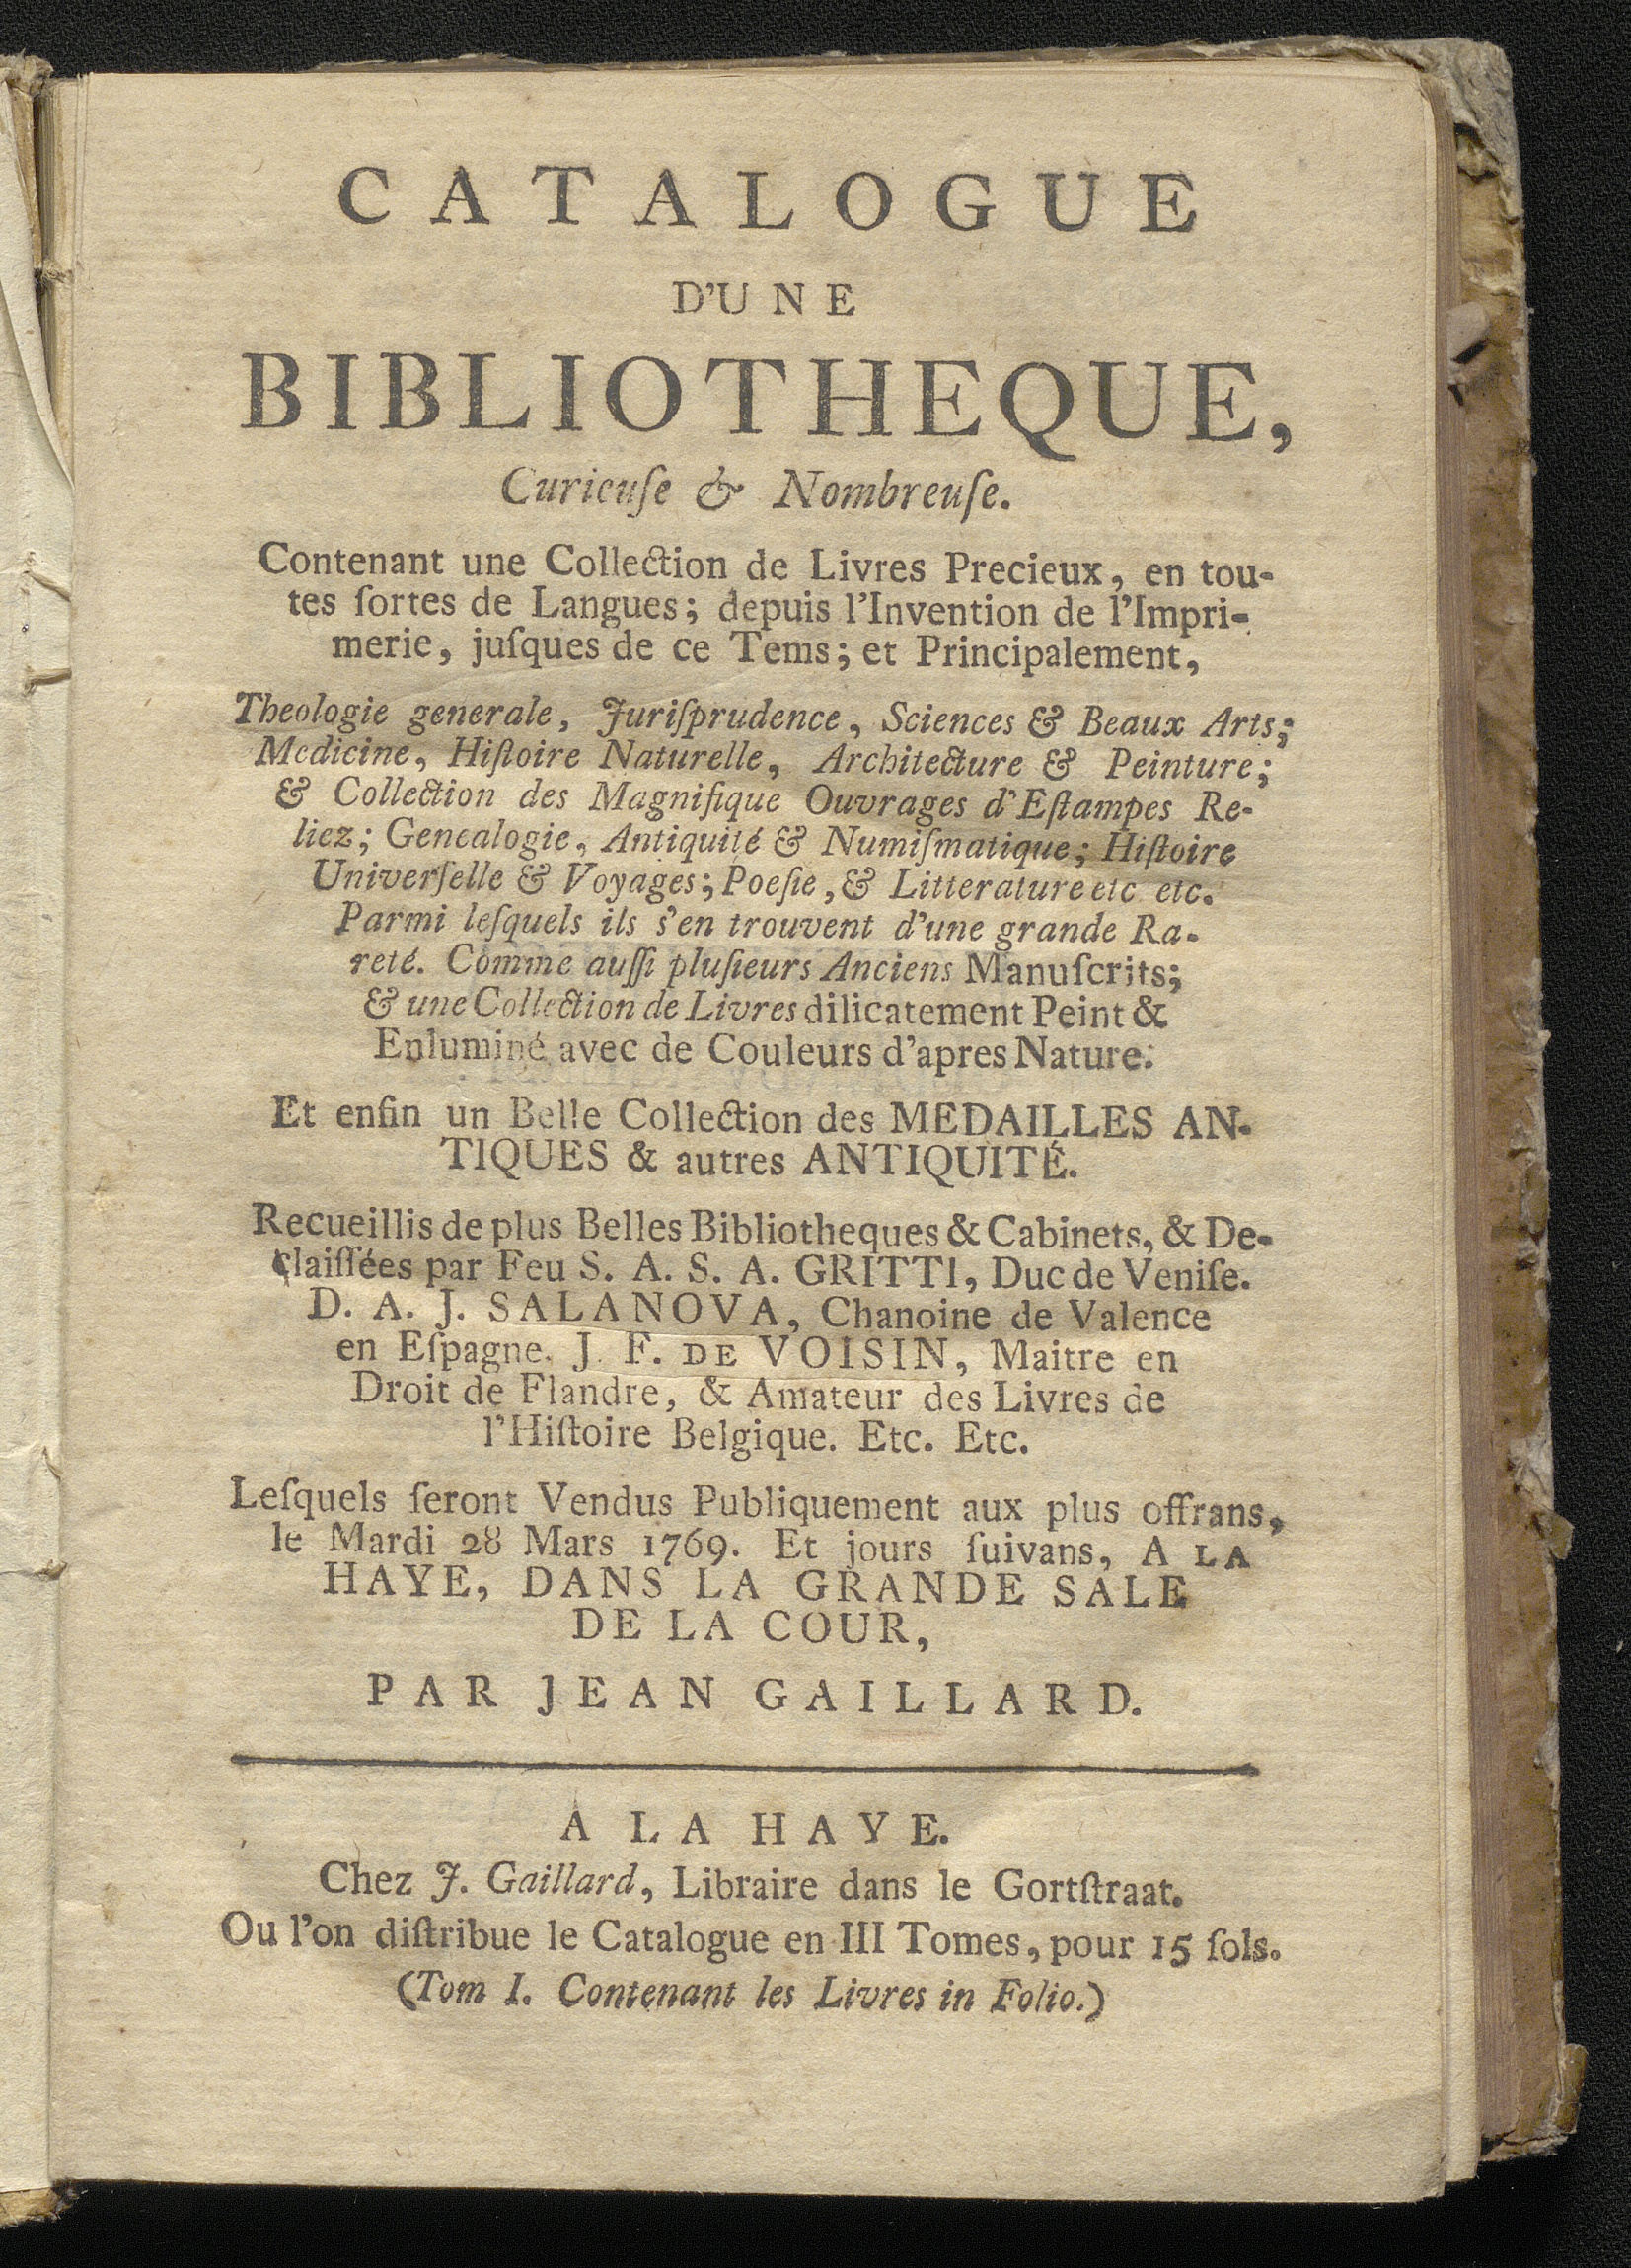 CATALOGUE
D'UNE
BIBLIOTHEQUE,
Curieuſe & Nombreuſe.
Contenant une Collection de Livres Precieux, en tou-
tes ſortes de Langues; depuis l'Invention de l'Impri-
merie, juſques de ce Tems; et Principalement,
Theologie generale, Juriſprudence, Sciences & Beaux Arts;
Medicine, Hiſtoire Naturelle, Architecture & Peinture;
& Collection des Magnifique Ouvrages d'Eſtampes Re-
liez; Genealogie, Antiquité & Numiſmatique; Hiſtoire
Univerſelle & Voyages; Poeſie, & Litterature etc etc.
Parmi leſquels ils s'en trouvent d'une grande Ra-
reté. Comme auſſi pluſieurs Anciens Manuſcrits;
& une Collection de Livres dilicatement Peint &
Enluminé avec de Couleurs d'apres Nature.
Et enfin un Belle Collection des MEDAILLES AN-
TIQUES & autres ANTIQUITÉ.
Recueillis de plus Belles Bibliotheques & Cabinets, & De-
claiſſées par Feu S. A. S. A. GRITTI, Duc de Veniſe.
D. A. J. SALANOVA, Chanoine de Valence
en Eſpagne. J. F. DE VOISIN, Maitre en
Droit de Flandre, & Amateur des Livres de
l'Hiſtoire Belgique. Etc. Etc.
Leſquels ſeront Vendus Publiquement aux plus offrans,
le Mardi 28 Mars 1769. Et jours ſuivans, A LA
HAYE, DANS LA GRANDE SALE
DE LA COUR,
PAR JEAN GAILLARD.
A LA HAYE.
Chez J. Gaillard, Libraire dans le Gortſtraat.
Ou l'on diſtribue le Catalogue en III Tomes, pour 15 ſols.
(Tom I. Contenant les Livres in Folio.)